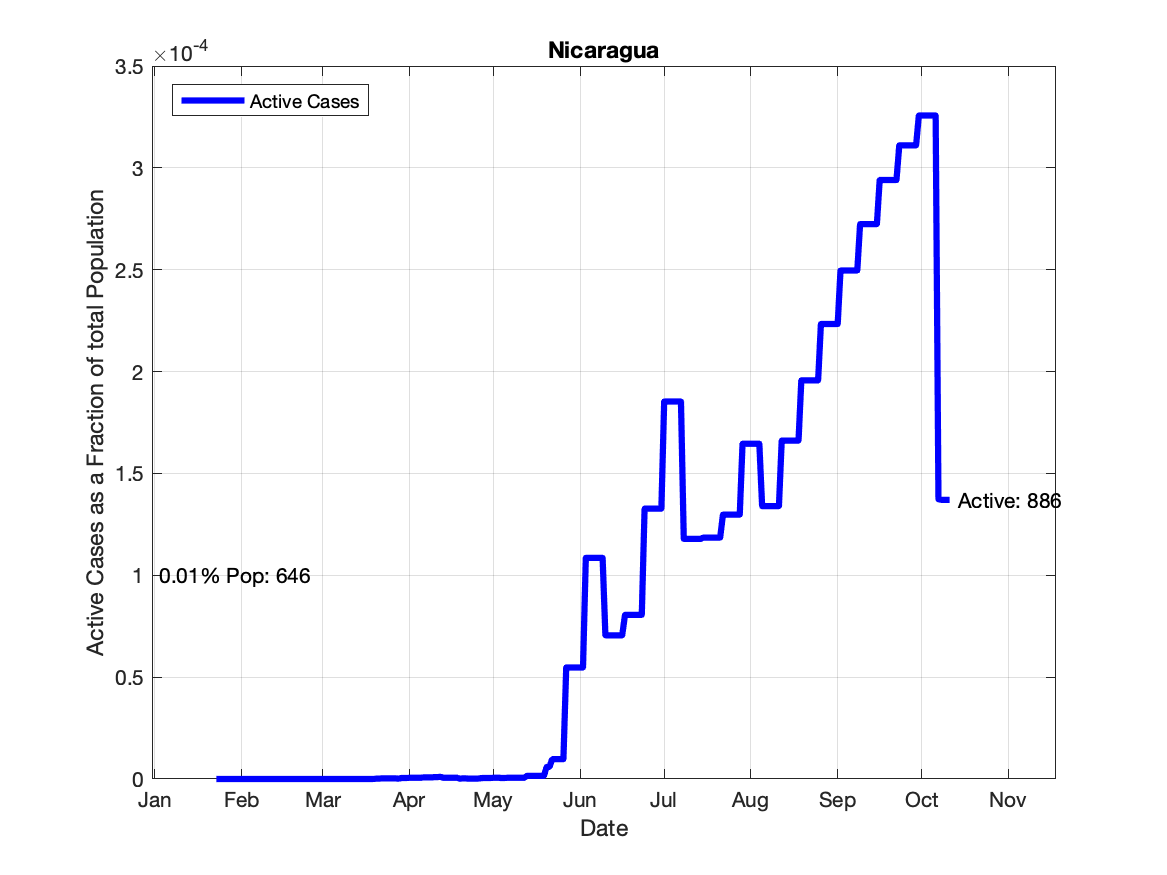 Nicaragua
×10-4
3.5
3
2.5
2
1.5
1
0.5
0
Active Cases as a Fraction of total Population
Active Cases
0.01% Pop: 646
Active: 886
Jan Feb Mar Apr May Jun Jul Aug Sep Oct Nov
Date